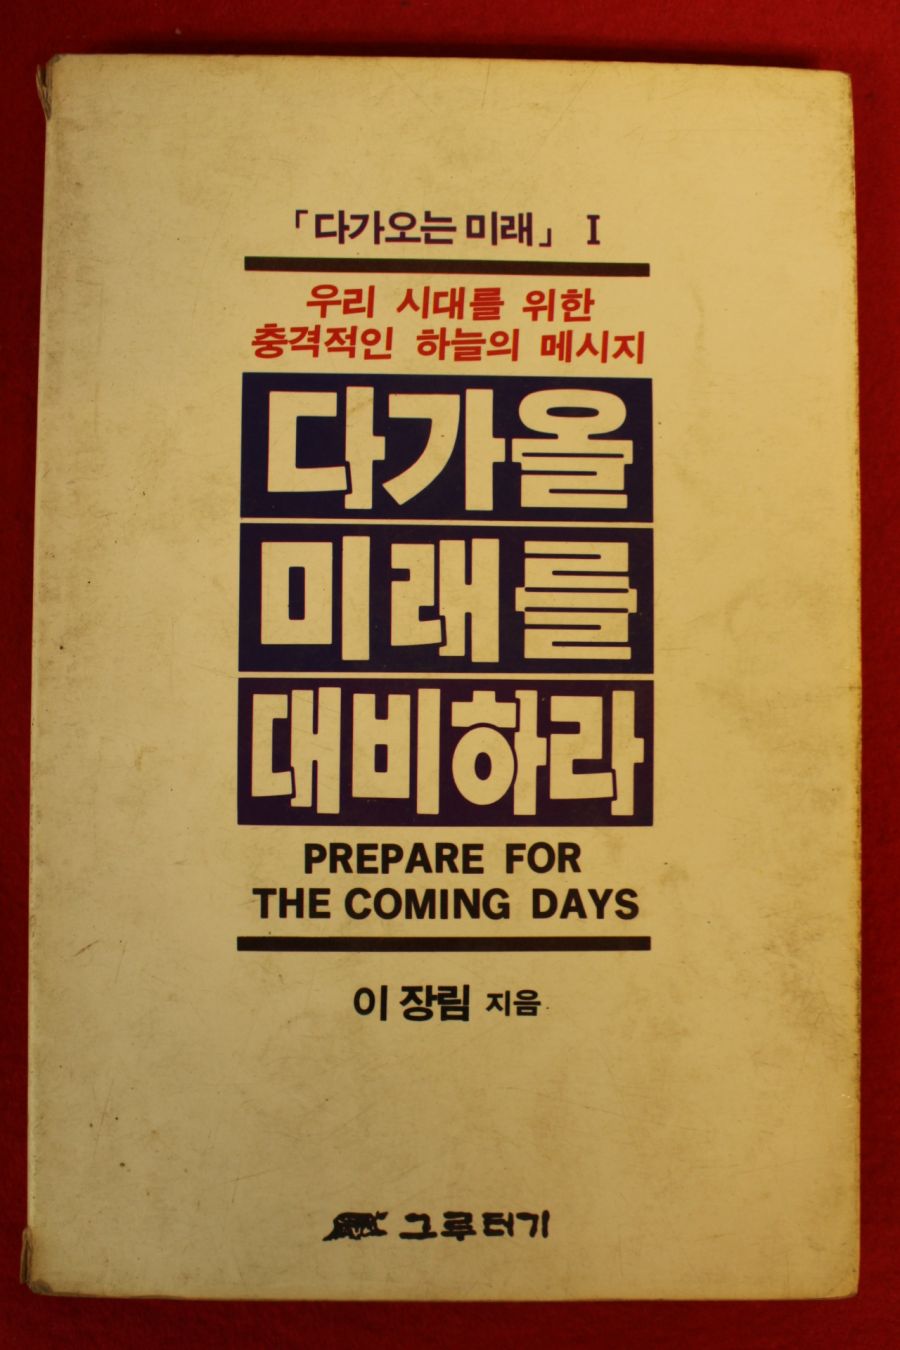 「다가오는 미래」 I
우리 시대를 위한
충격적인 하늘의 메시지
다가올
미래를
대비하라
PREPARE FOR
THE COMING DAYS
이 장림 지음
그루터기